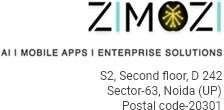 ZIMOZI
AI I MOBILE APPS I ENTERPRISE SOLUTIONS
S2, Second floor, D 242
Sector-63, Noida (UP)
Postal code-20301